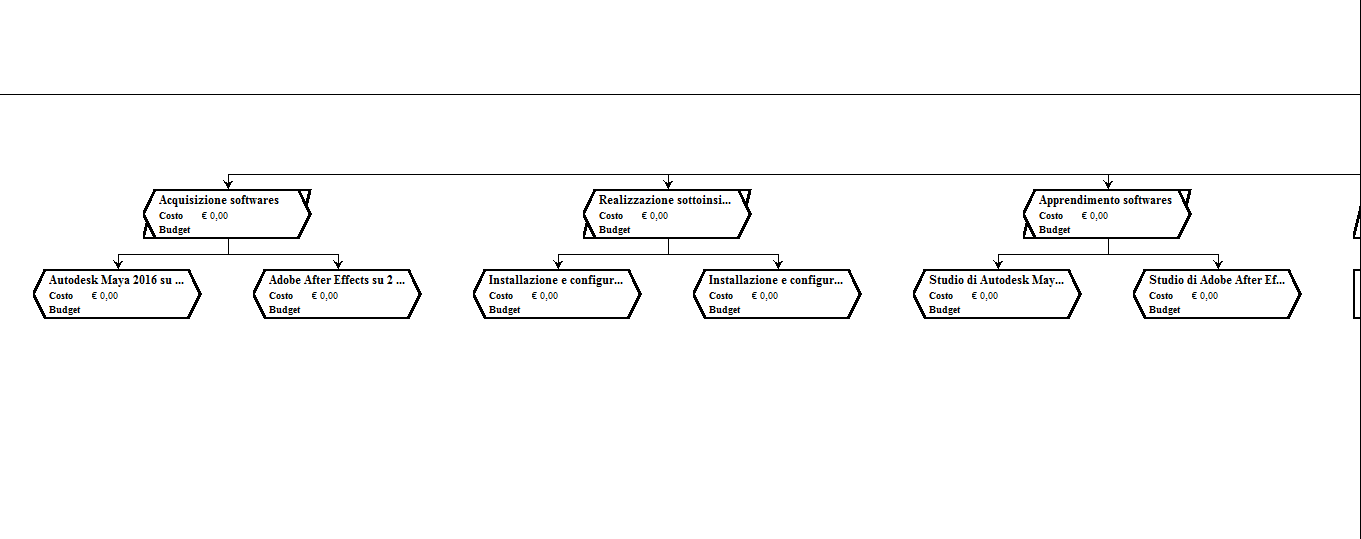 Acquisizione softwares
Costo € 0,00
Budget
Realizzazione sottoinsi...
Costo € 0,00
Budget
Apprendimento softwares
Costo € 0,00
Budget
Autodesk Maya 2016 su ...
Costo € 0,00
Budget
Adobe After Effects su 2 ...
Costo € 0,00
Budget
Installazione e configur...
Costo € 0,00
Budget
Installazione e configur...
Costo € 0,00
Budget
Studio di Autodesk May...
Costo € 0,00
Budget
Studio di Adobe After Ef...
Costo € 0,00
Budget